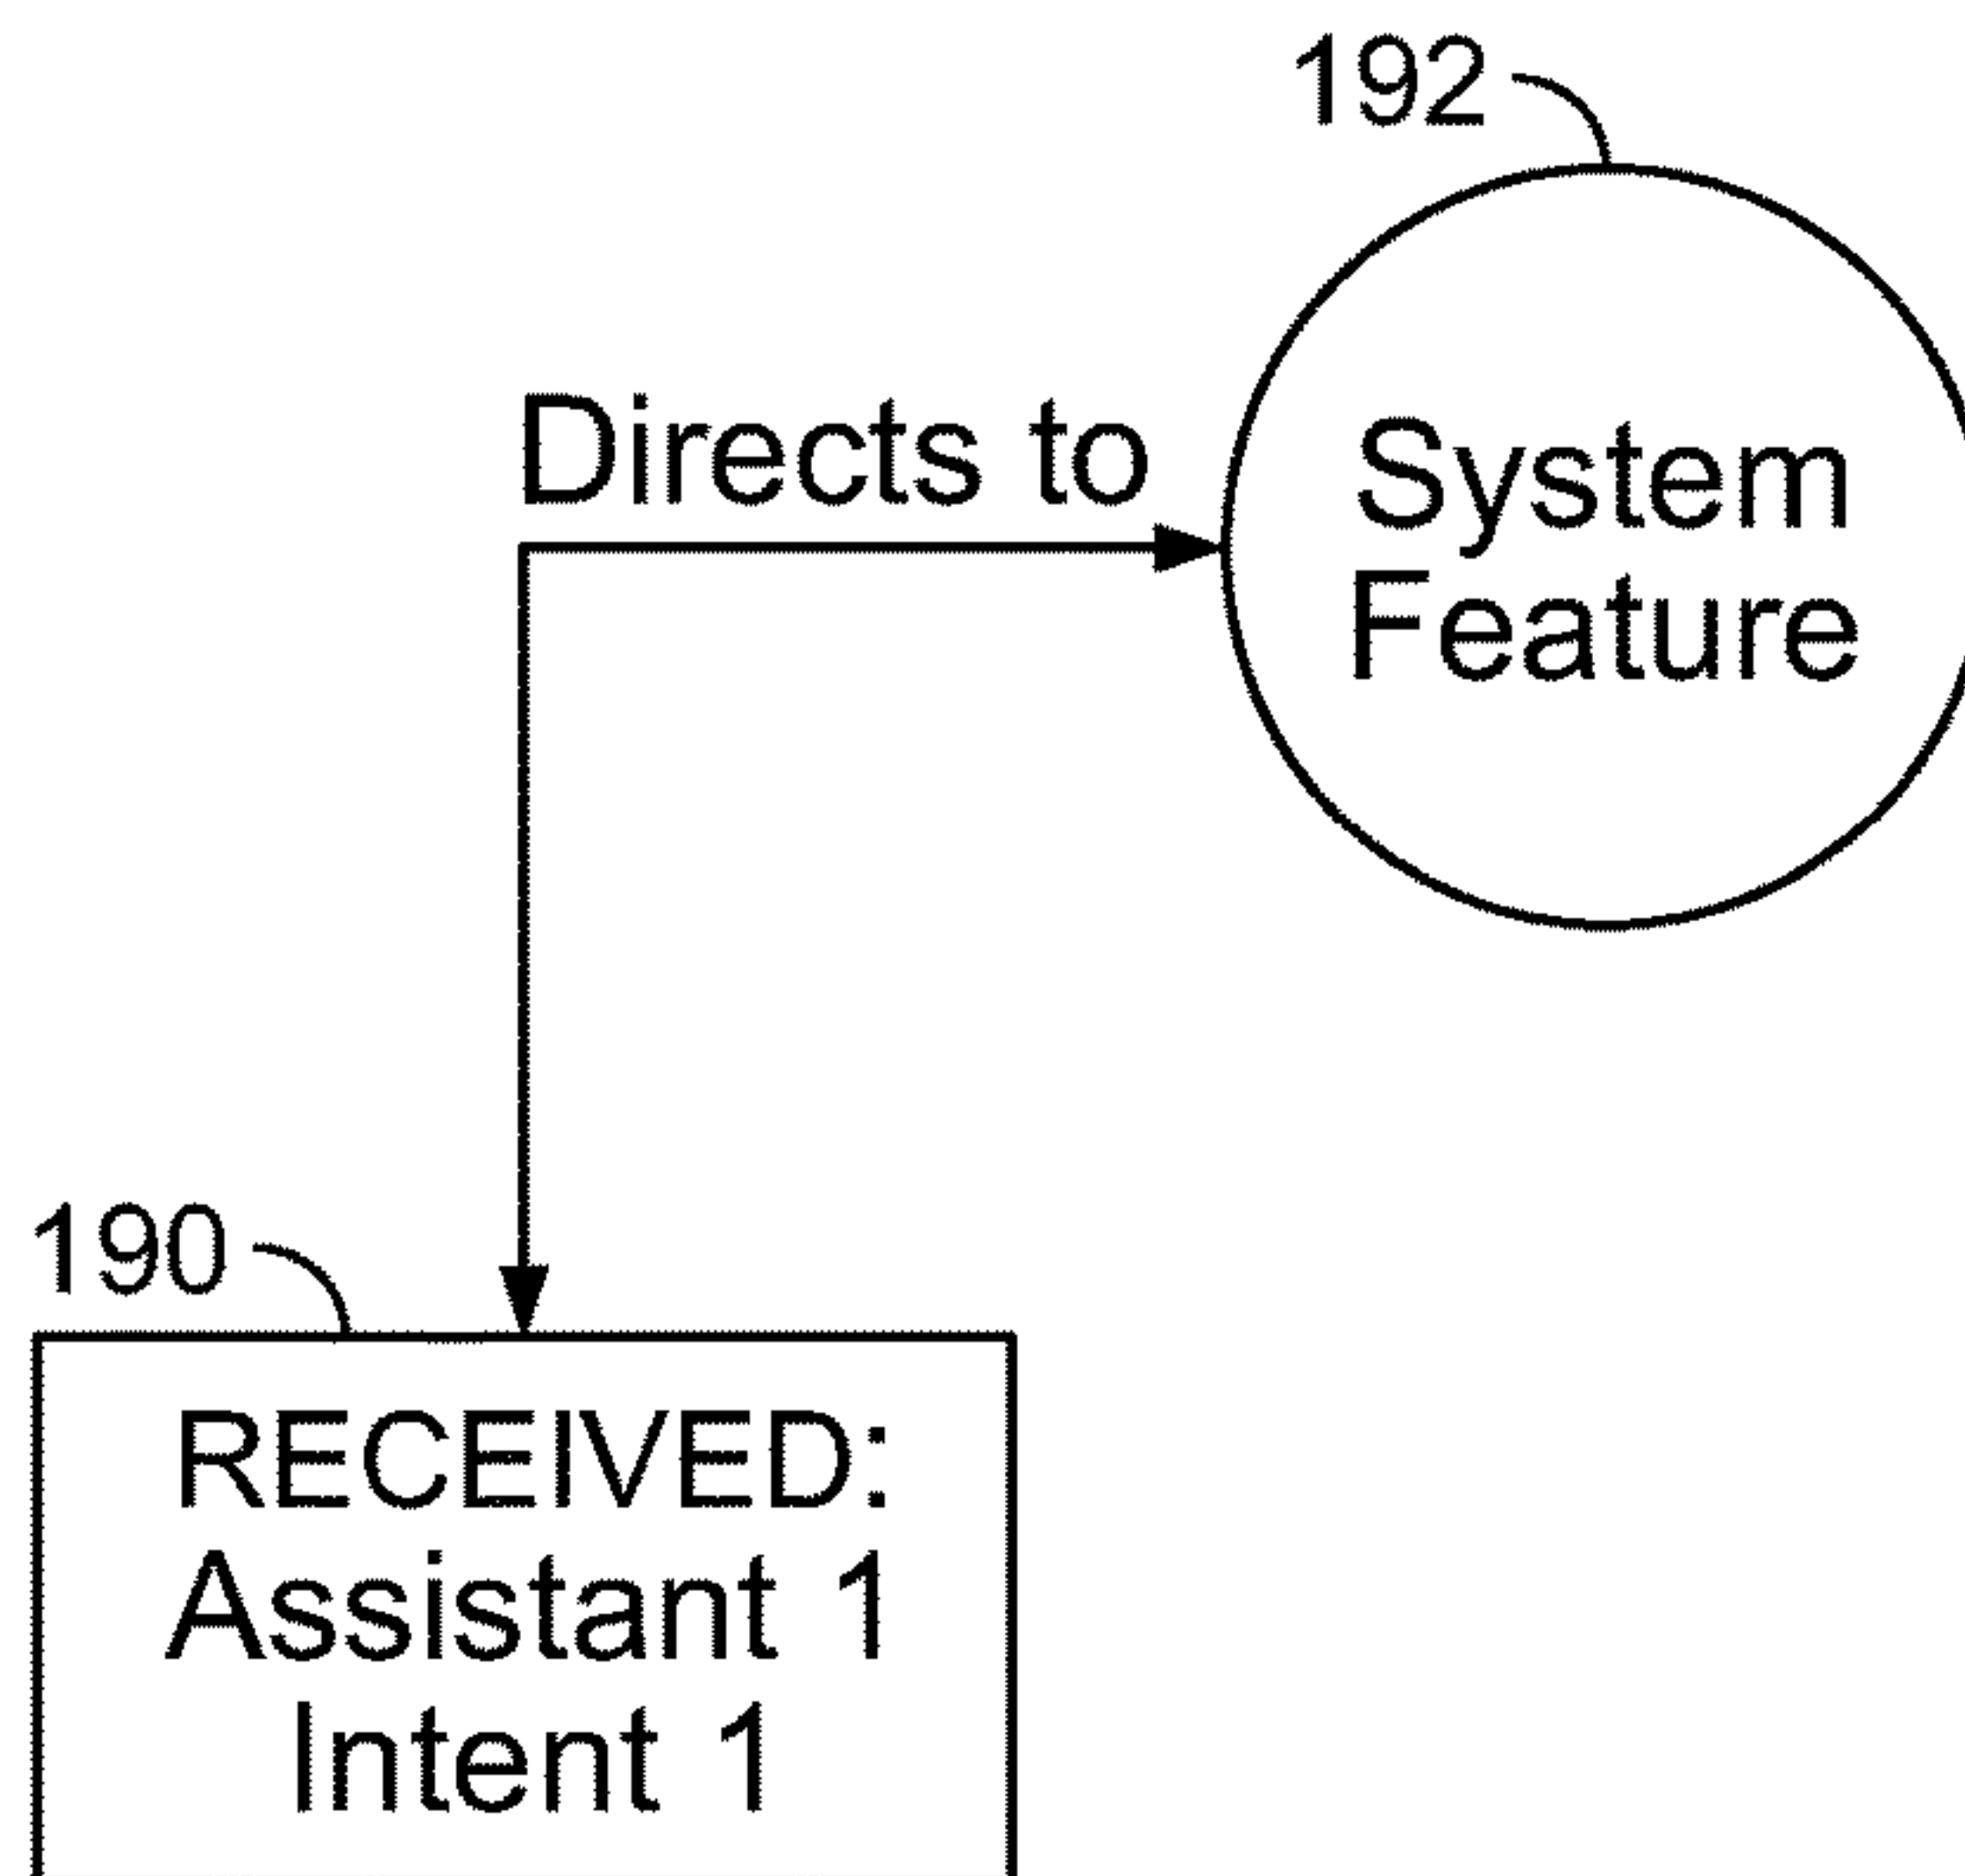 192
Directs to
System
Feature
190
RECEIVED:
Assistant 1
Intent 1